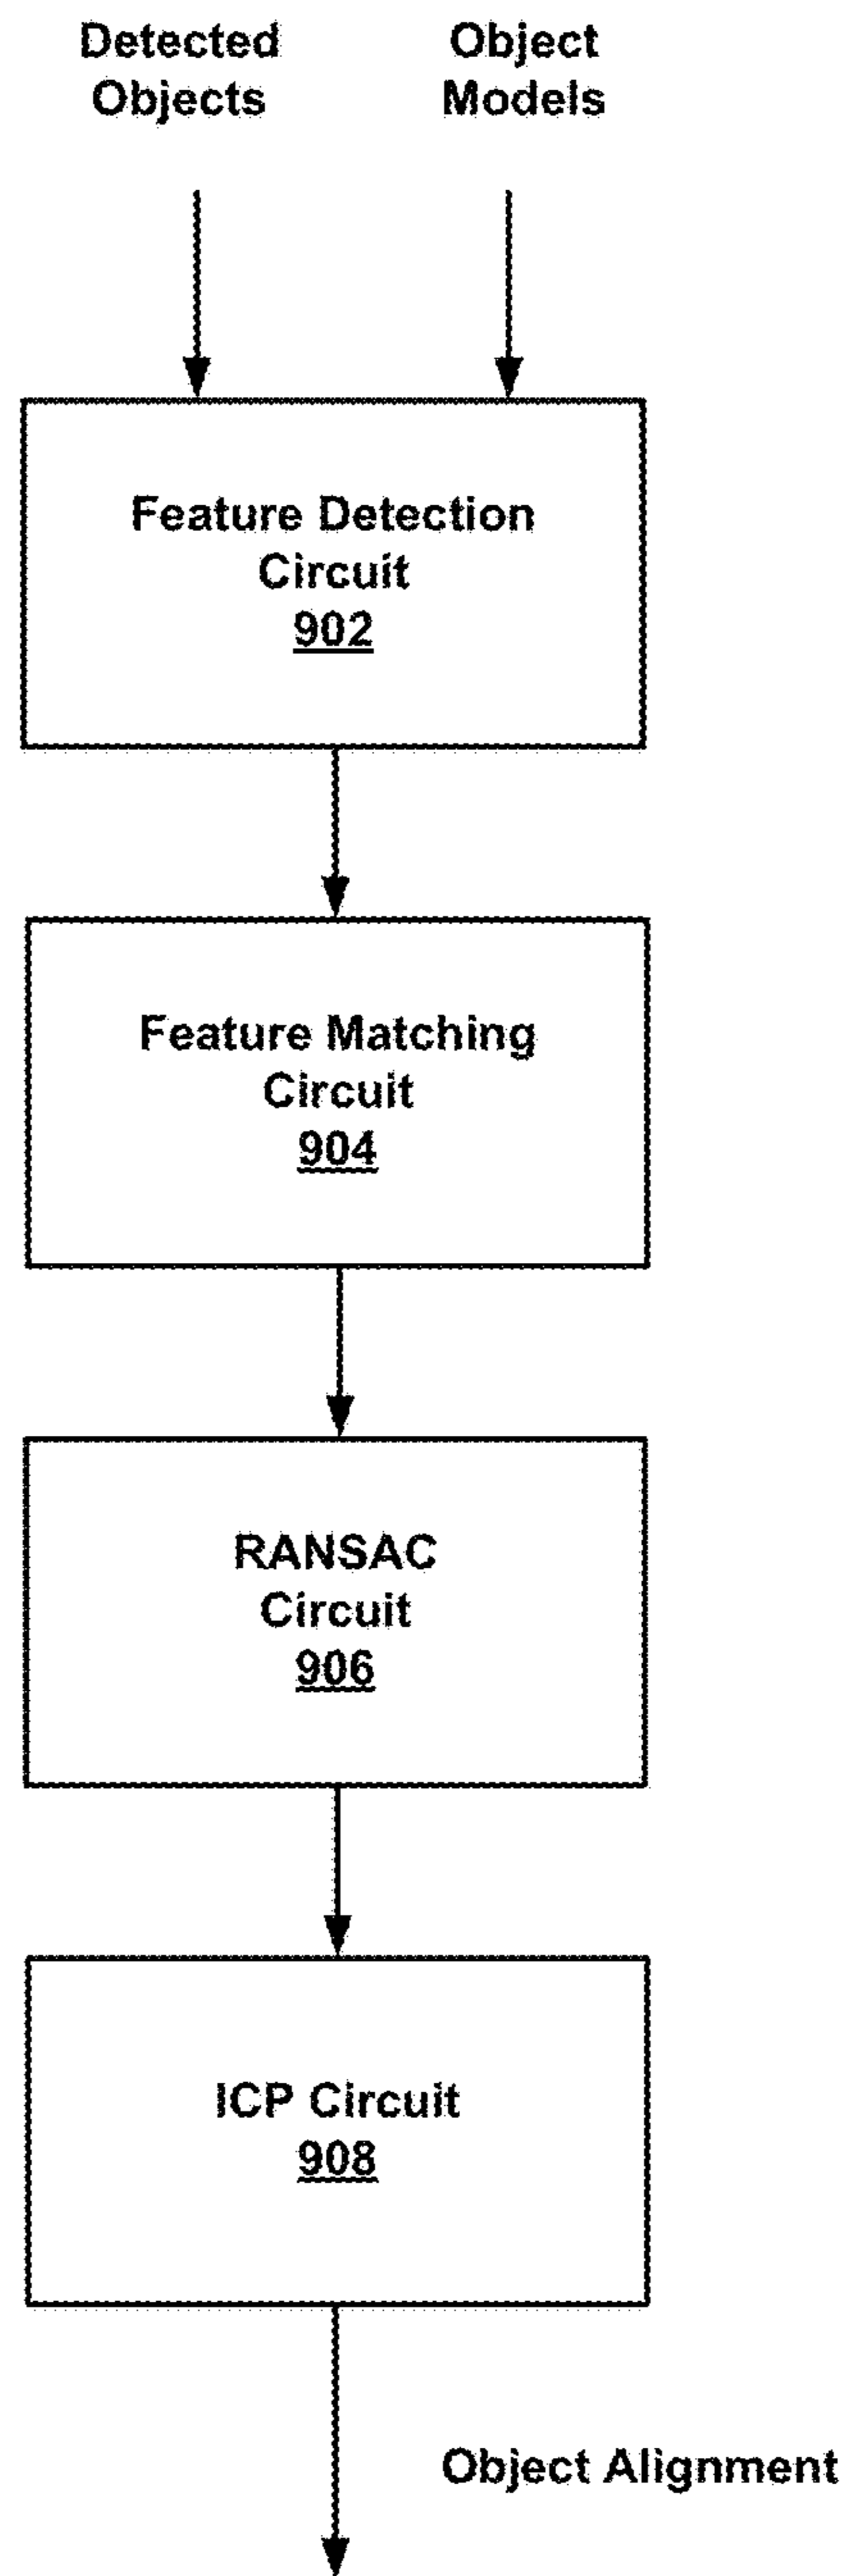 Detected
Objects
Object
Models
Feature Detection
Circuit
902
Feature Matching
Circuit
904
RANSAC
Circuit
906
ICP Circuit
908
Object Alignment